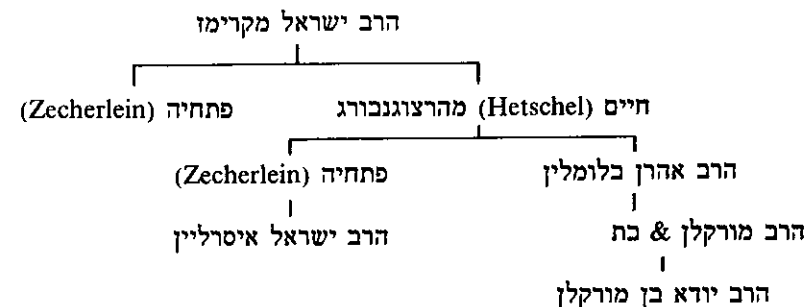 הרב ישראל מקרימז
חיים (Hetschel) מהרצוגנבורג פתחיה (Zecherlein)
הרב אהרן בלומלין פתחיה (Zecherlein)
הרב מורקלן & בת הרב ישראל איסרליין
הרב יודא בן מורקלן